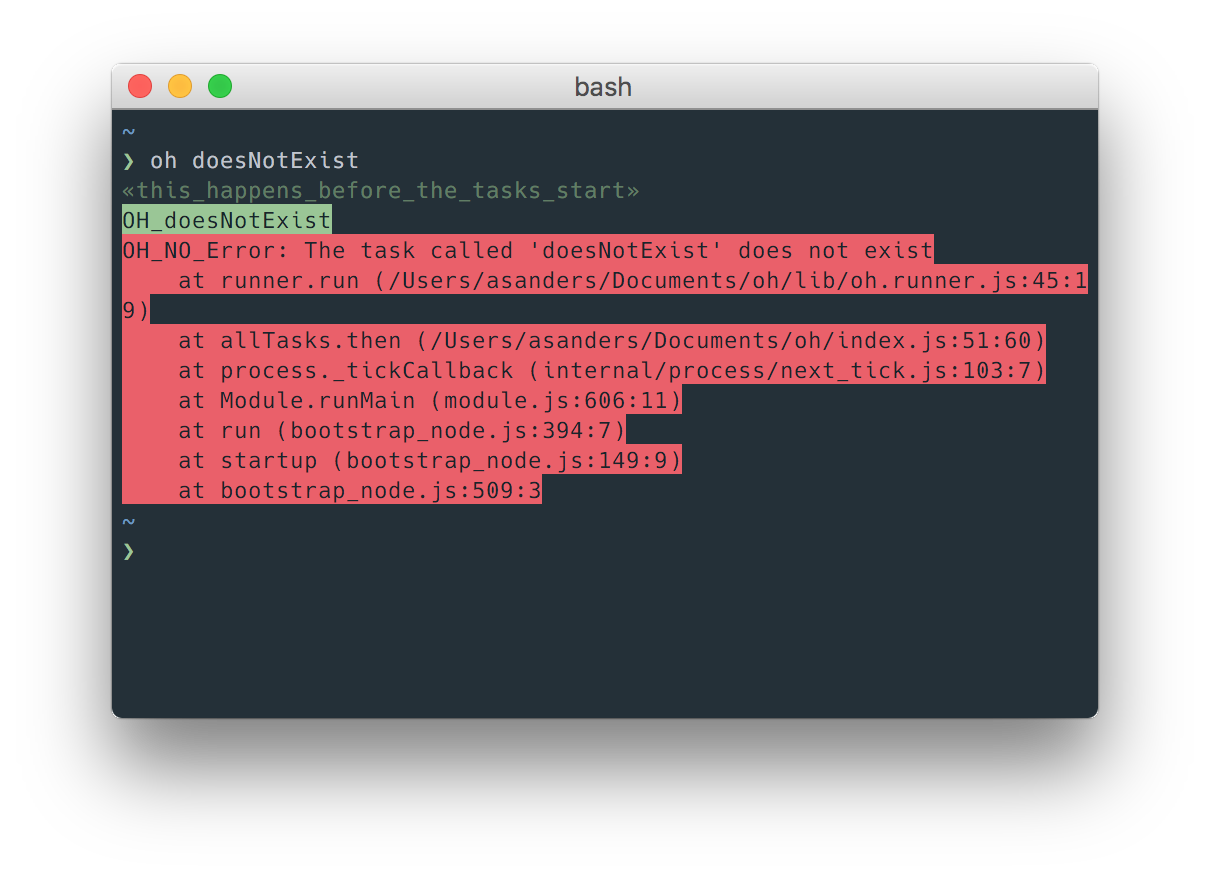 bash
~
❯ oh doesNotExist
«this_happens_before_the_tasks_start»
OH_doesNotExist
OH_NO_Error: The task called 'doesNotExist' does not exist
    at runner.run (/Users/asanders/Documents/oh/lib/oh.runner.js:45:1
9)
    at allTasks.then (/Users/asanders/Documents/oh/index.js:51:60)
    at process._tickCallback (internal/process/next_tick.js:103:7)
    at Module.runMain (module.js:606:11)
    at run (bootstrap_node.js:394:7)
    at startup (bootstrap_node.js:149:9)
    at bootstrap_node.js:509:3
~
❯